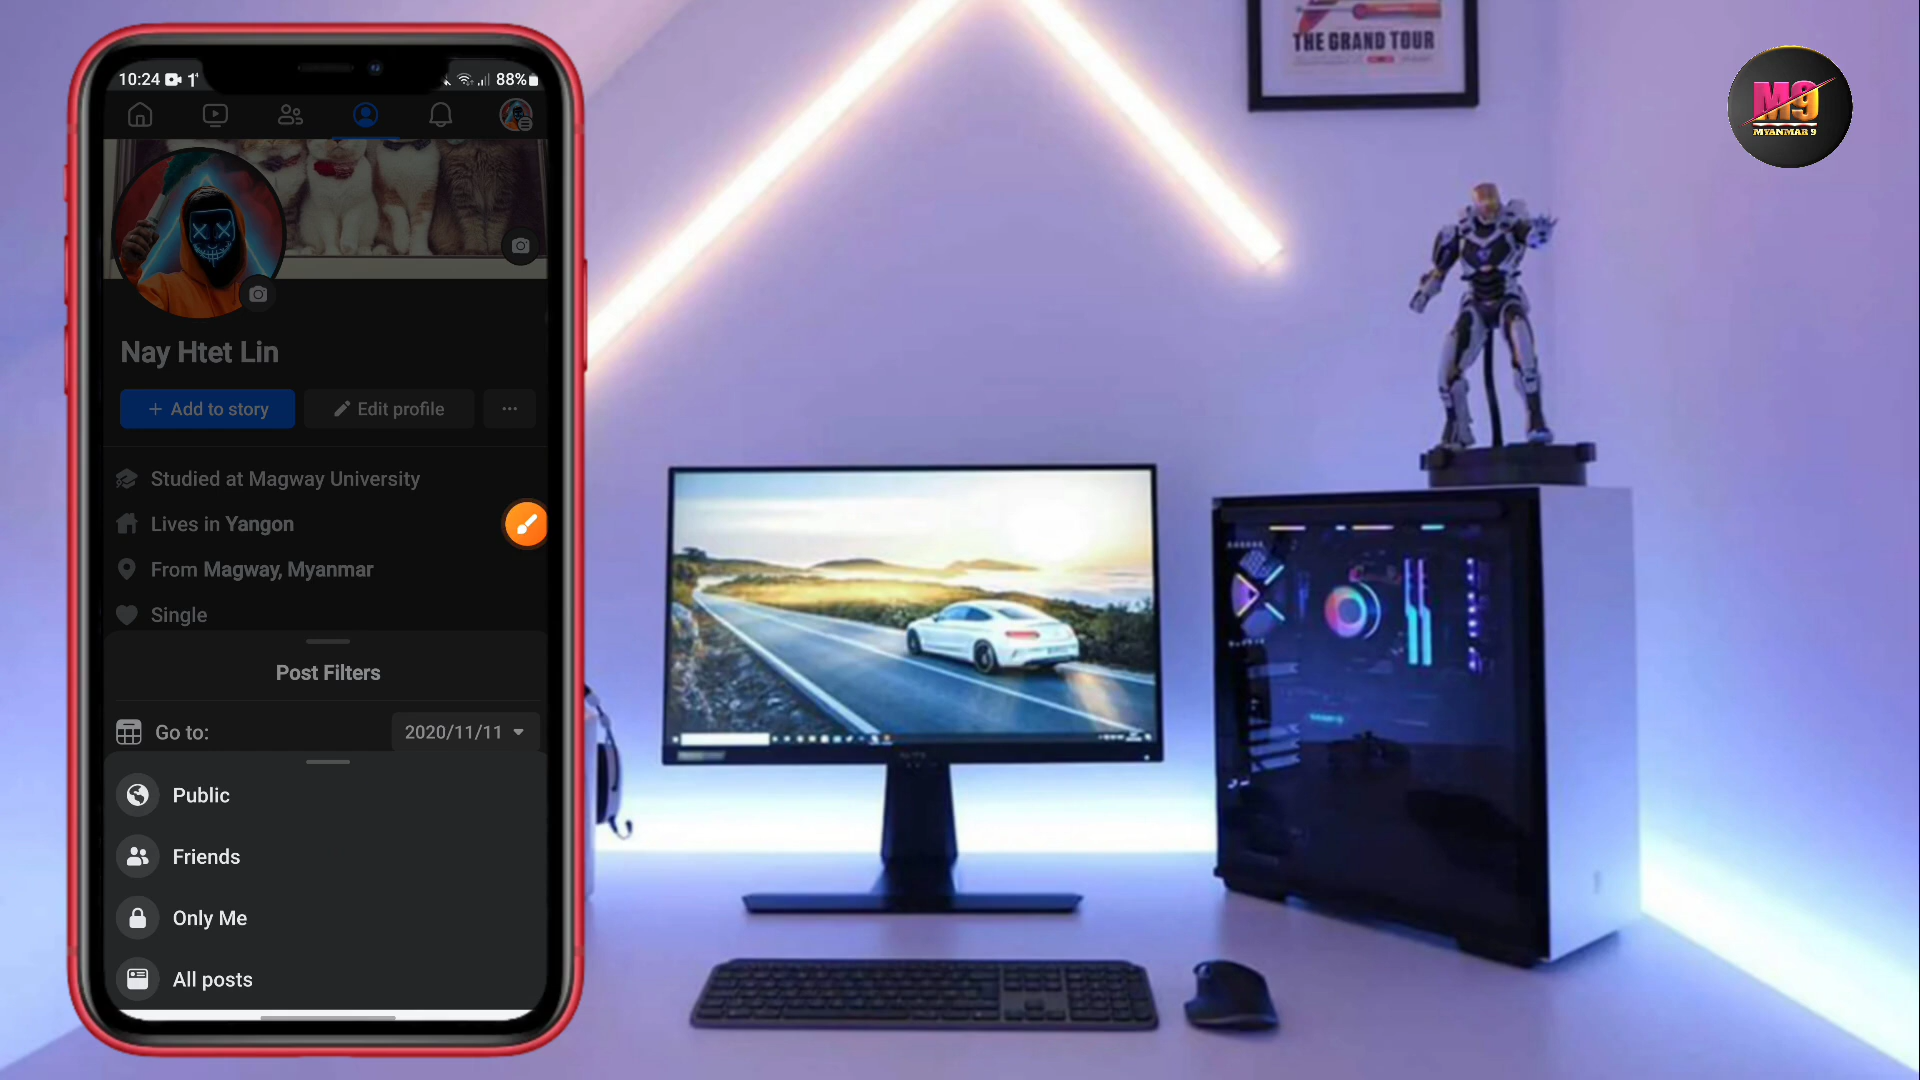 10:24
88%
Nay Htet Lin
+ Add to story
Edit profile
Studied at Magway University
Lives in Yangon
From Magway, Myanmar
Single
Post Filters
Go to:
2020/11/11
Public
Friends
Only Me
All posts
THE GRAND TOUR
M9
MYANMAR 9